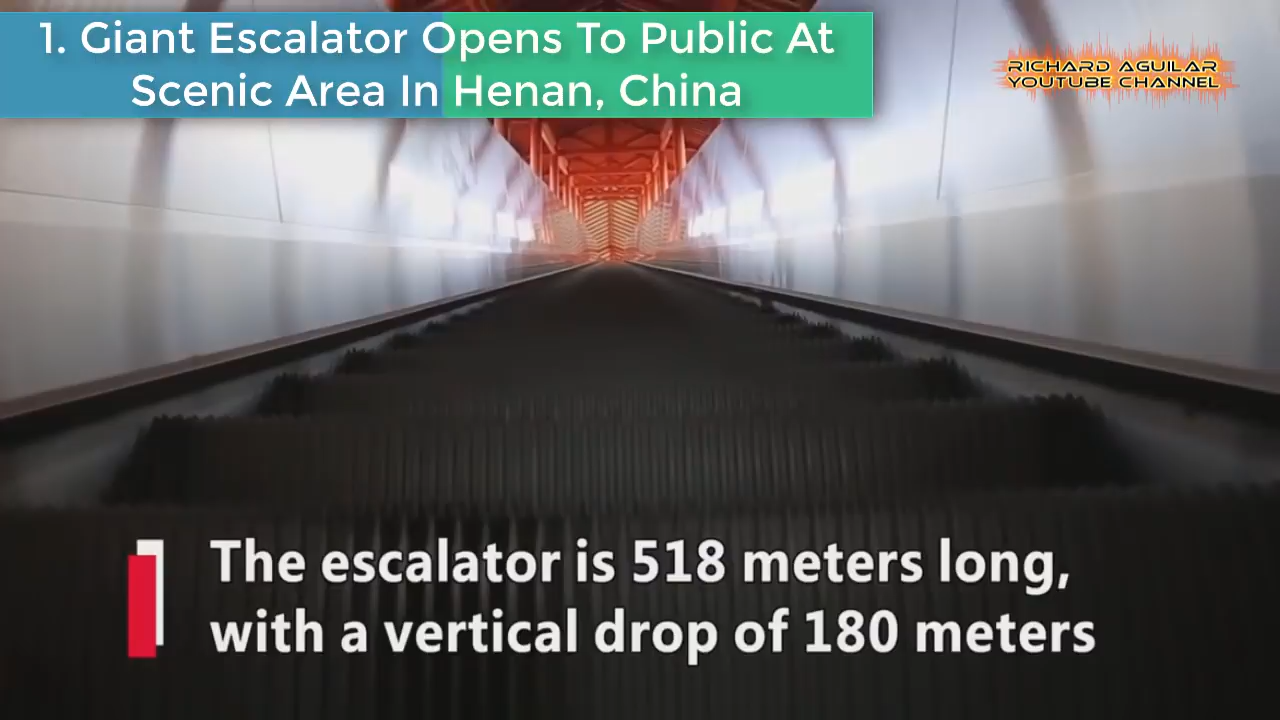 1. Giant Escalator Opens To Public At
Scenic Area In Henan, China
RICHARD AGUILAR
YOUTUBE CHANNEL
The escalator is 518 meters long,
with a vertical drop of 180 meters